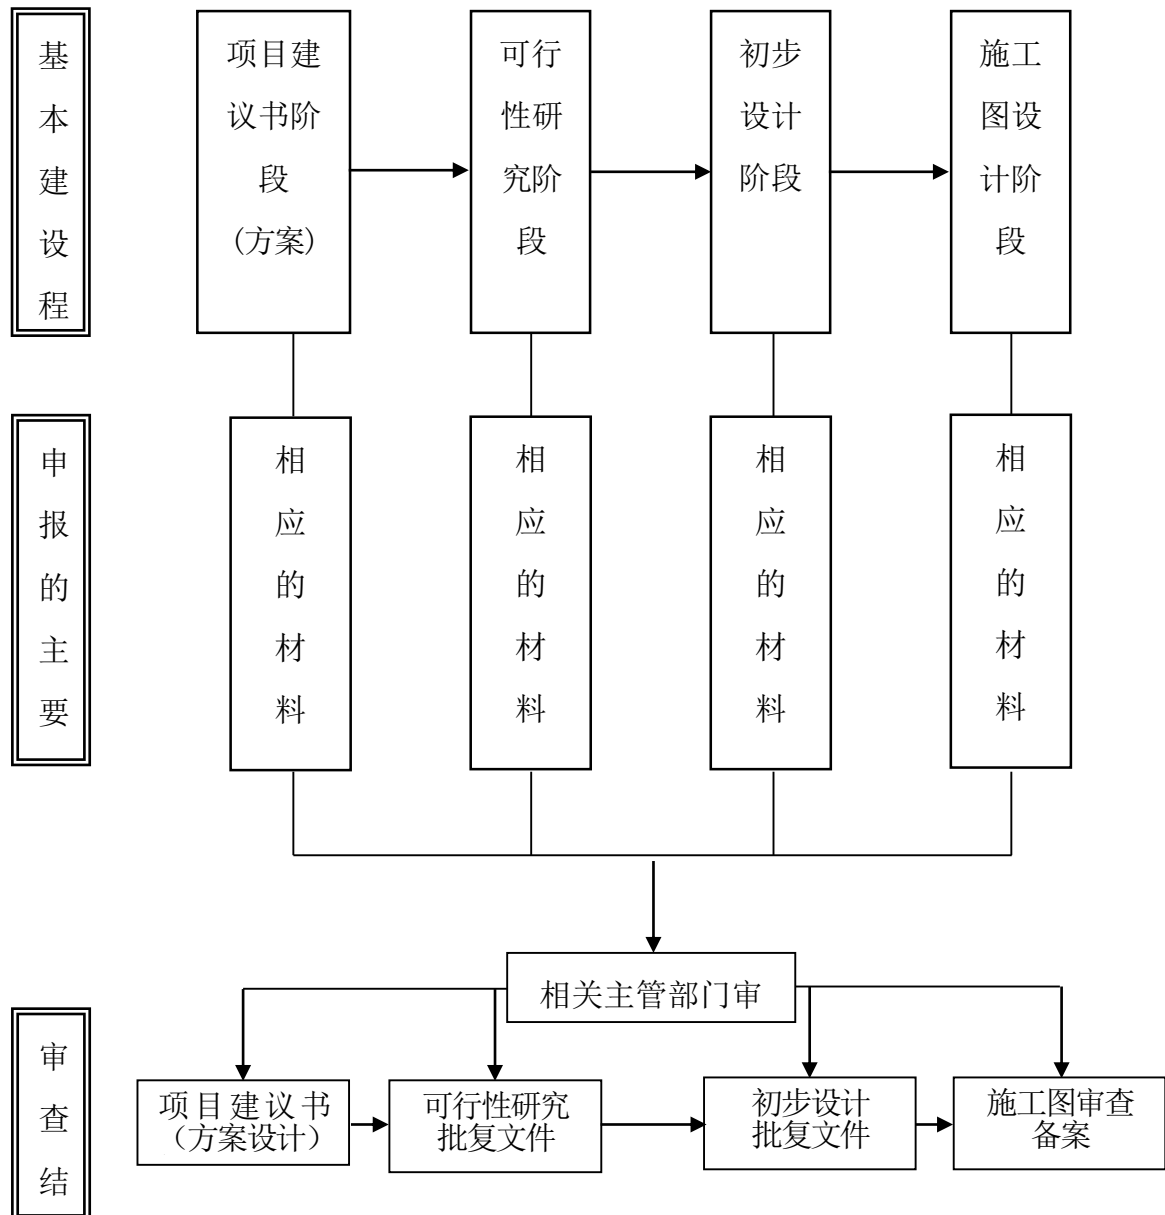 基
本
建
设
程
项目建
议书阶
段
(方案)
可行
性研
究阶
段
初步
设计
阶段
施工
图设
计阶
段
申
报
的
主
要
相
应
的
材
料
相
应
的
材
料
相
应
的
材
料
相
应
的
材
料
相关主管部门审
审
查
结
项目建议书
（方案设计）
可行性研究
批复文件
初步设计
批复文件
施工图审查
备案